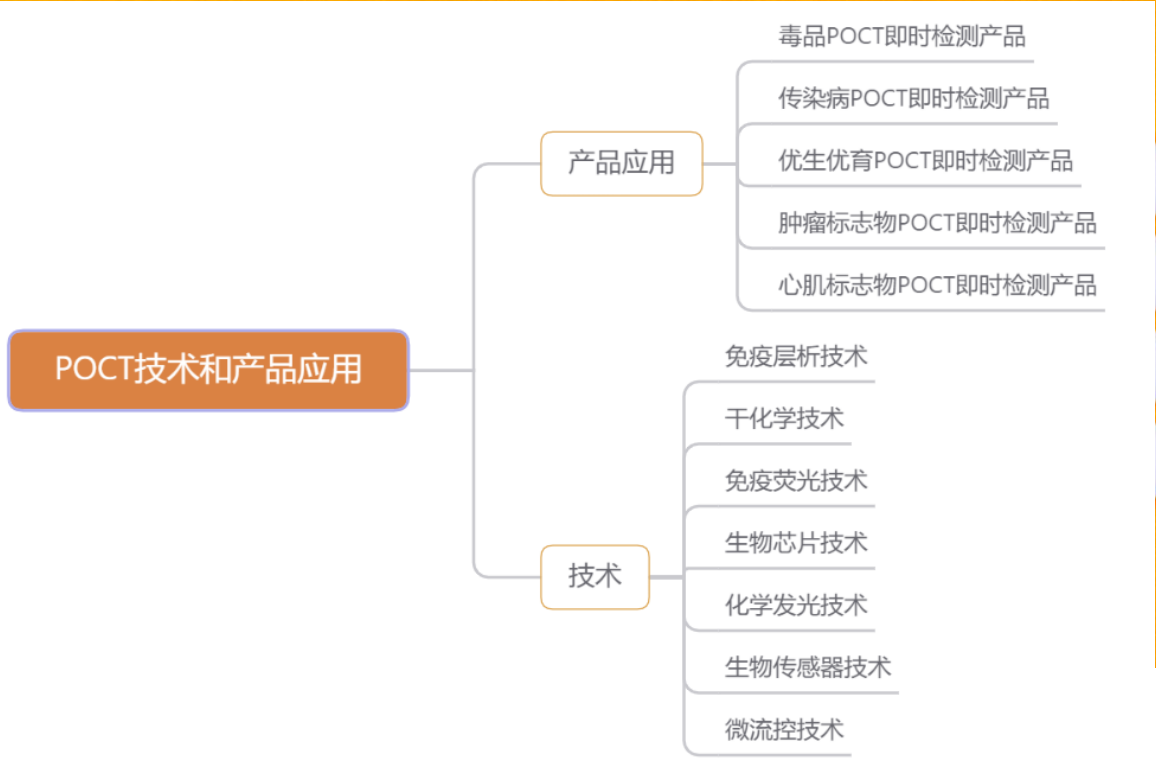 POCT技术和产品应用
产品应用
毒品POCT即时检测产品
传染病POCT即时检测产品
优生优育POCT即时检测产品
肿瘤标志物POCT即时检测产品
心肌标志物POCT即时检测产品
技术
免疫层析技术
干化学技术
免疫荧光技术
生物芯片技术
化学发光技术
生物传感器技术
微流控技术